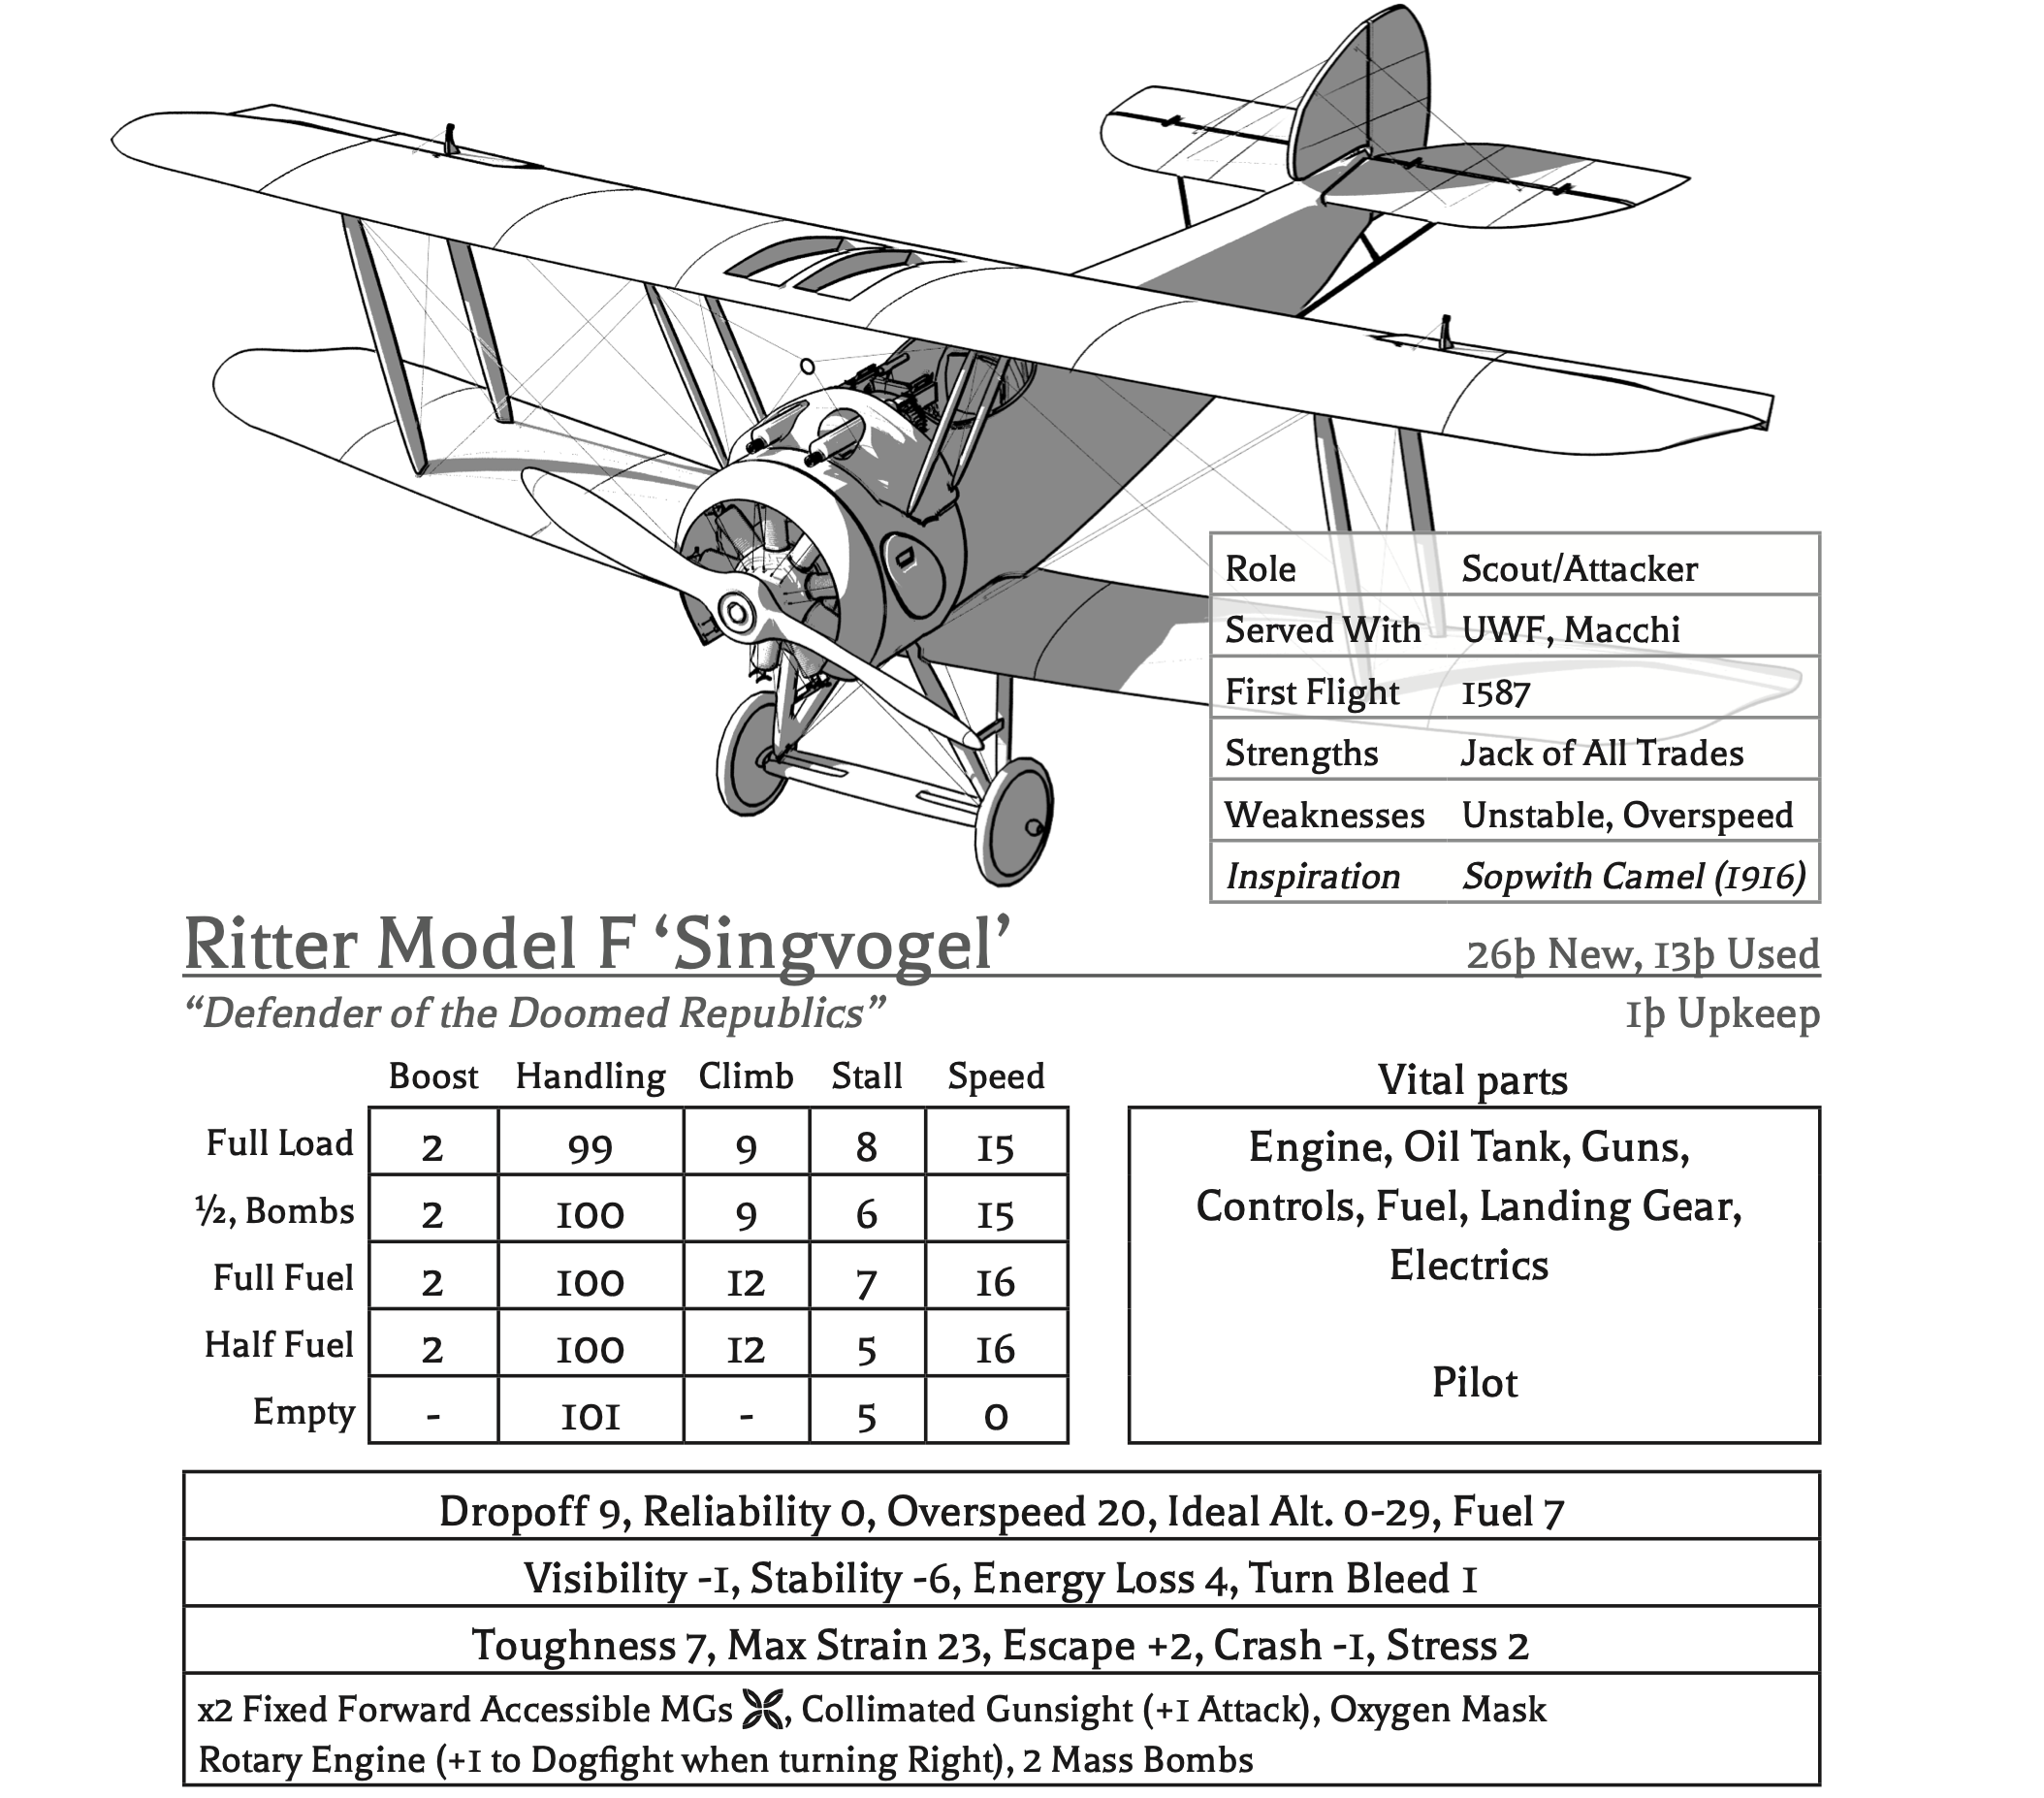 Role Scout/Attacker
Served With UWF, Macchi
First Flight 1587
Strengths Jack of All Trades
Weaknesses Unstable, Overspeed
Inspiration Sopwith Camel (1916)
Ritter Model F ‘Singvogel’ 26þ New, 13þ Used
“Defender of the Doomed Republics” 1þ Upkeep
Boost Handling Climb Stall Speed
Full Load 2 99 9 8 15
½, Bombs 2 100 9 6 15
Full Fuel 2 100 12 7 16
Half Fuel 2 100 12 5 16
Empty - 101 - 5 0
Vital parts
Engine, Oil Tank, Guns,
Controls, Fuel, Landing Gear,
Electrics
Pilot
Dropoff 9, Reliability 0, Overspeed 20, Ideal Alt. 0-29, Fuel 7
Visibility -1, Stability -6, Energy Loss 4, Turn Bleed 1
Toughness 7, Max Strain 23, Escape +2, Crash -1, Stress 2
x2 Fixed Forward Accessible MGs, Collimated Gunsight (+1 Attack), Oxygen Mask
Rotary Engine (+1 to Dogfight when turning Right), 2 Mass Bombs